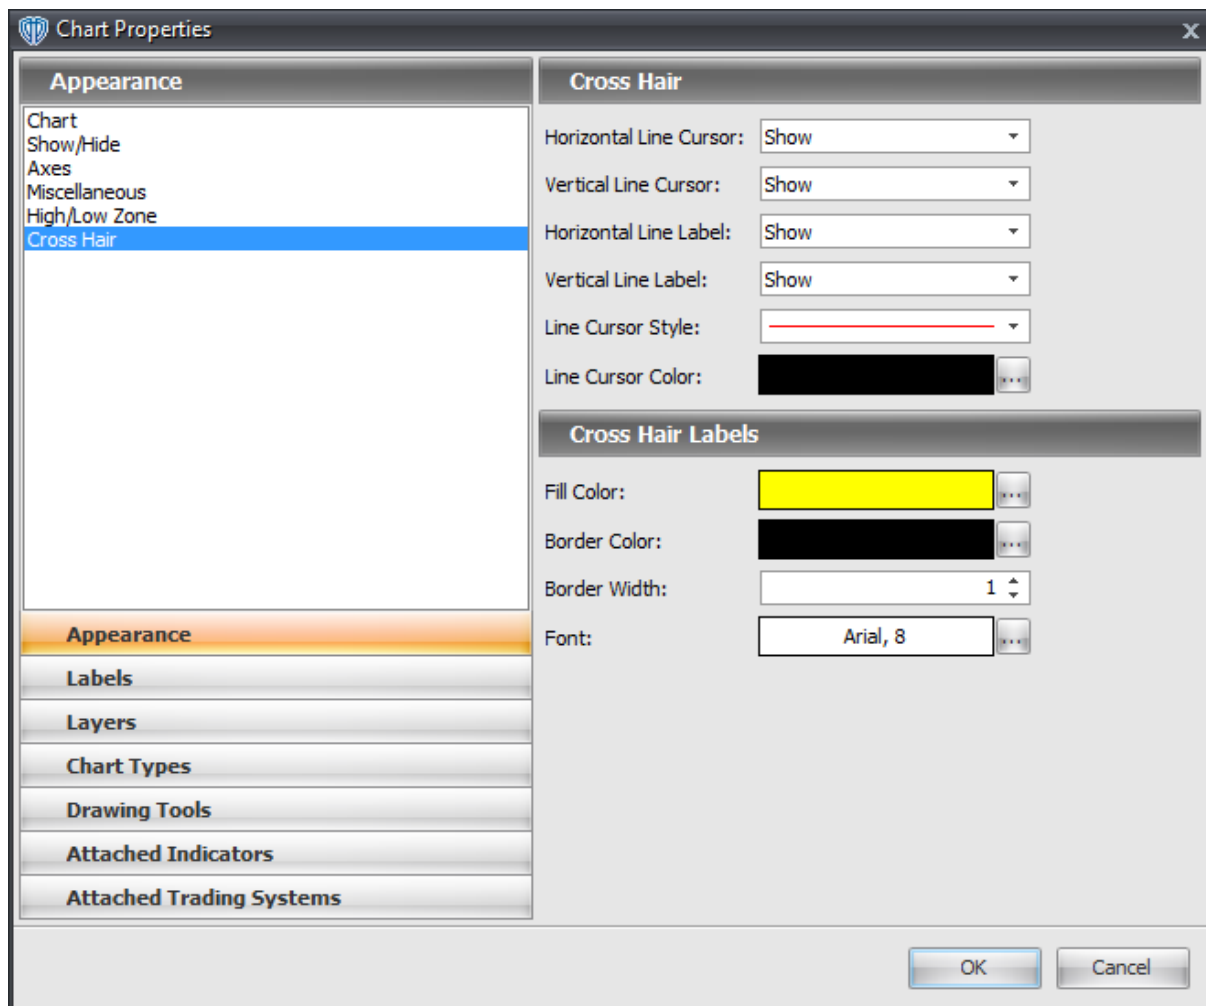 Chart Properties
Appearance
Chart
Show/Hide
Axes
Miscellaneous
High/Low Zone
Cross Hair
Appearance
Labels
Layers
Chart Types
Drawing Tools
Attached Indicators
Attached Trading Systems
Cross Hair
Horizontal Line Cursor: Show
Vertical Line Cursor: Show
Horizontal Line Label: Show
Vertical Line Label: Show
Line Cursor Style:
Line Cursor Color: ...
Cross Hair Labels
Fill Color: ...
Border Color: ...
Border Width: 1
Font: Arial, 8 ...
OK Cancel